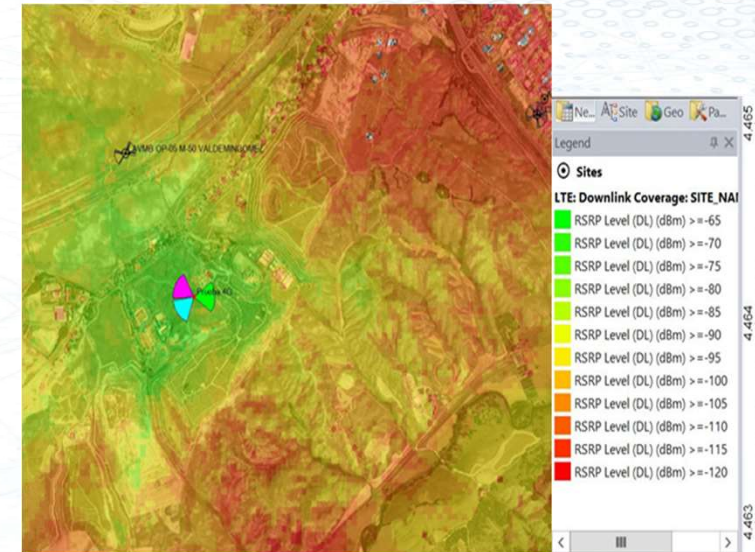 VMB OP-05 M-50 VALDEMINGOMEZ
Prueba 4G
Ne... Site Geo Pa...
Legend
Sites
LTE: Downlink Coverage: SITE_NAI
RSRP Level (DL) (dBm) >=-65
RSRP Level (DL) (dBm) >=-70
RSRP Level (DL) (dBm) >=-75
RSRP Level (DL) (dBm) >=-80
RSRP Level (DL) (dBm) >=-85
RSRP Level (DL) (dBm) >=-90
RSRP Level (DL) (dBm) >=-95
RSRP Level (DL) (dBm) >=-100
RSRP Level (DL) (dBm) >=-105
RSRP Level (DL) (dBm) >=-110
RSRP Level (DL) (dBm) >=-115
RSRP Level (DL) (dBm) >=-120
4.465
4.464
4.463